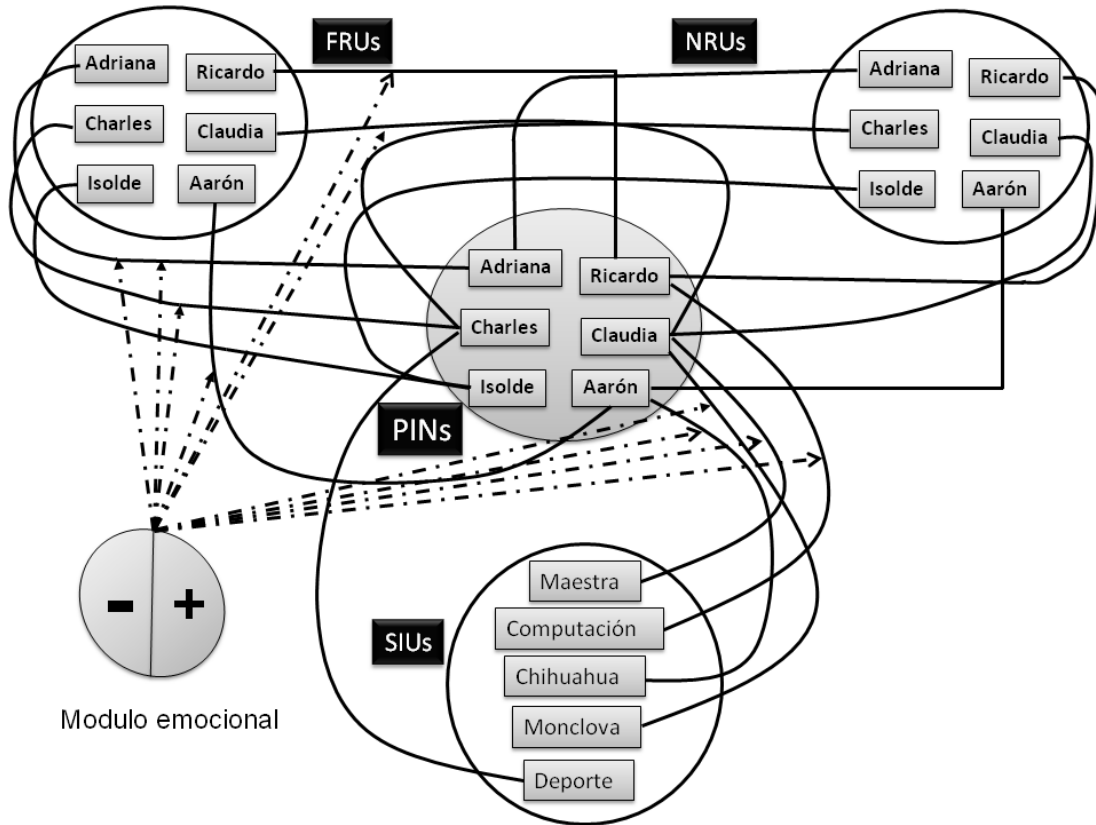 FRUs
NRUs
Adriana
Ricardo
Charles
Claudia
Isolde
Aarón
Adriana
Ricardo
Charles
Claudia
Isolde
Aarón
Adriana
Ricardo
Charles
Claudia
Isolde
Aarón
PINs
-
+
Modulo emocional
SIUs
Maestra
Computación
Chihuahua
Monclova
Deporte